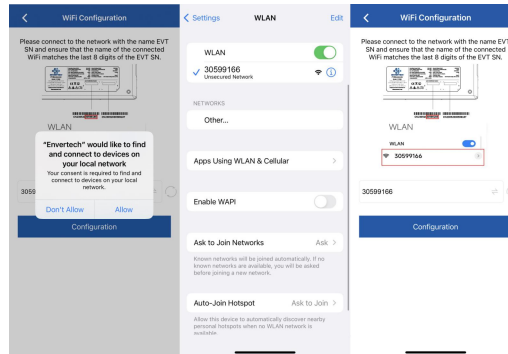 WiFi Configuration
Please connect to the network with the name EVT
SN and ensure that the name of the connected
WiFi matches the last 8 digits of the EVT SN.
WLAN
"Envertech" would like to find
and connect to devices on
your local network
Your consent is required to find and
connect to devices on your local
network.
Don't Allow
Allow
3059
Configuration
Settings
WLAN
Edit
WLAN
30599166
Unsecured Network
NETWORKS
Other...
Apps Using WLAN & Cellular
Enable WAPI
Ask to Join Networks
Ask
Known networks will be joined automatically. If no
known networks are available, you will be asked
before joining a new network.
Auto-Join Hotspot
Ask to Join
Allow this device to automatically discover nearby
personal hotspots when no WLAN network is
available.
WiFi Configuration
Please connect to the network with the name EVT
SN and ensure that the name of the connected
WiFi matches the last 8 digits of the EVT SN.
WLAN
WLAN
30599166
30599166
Configuration